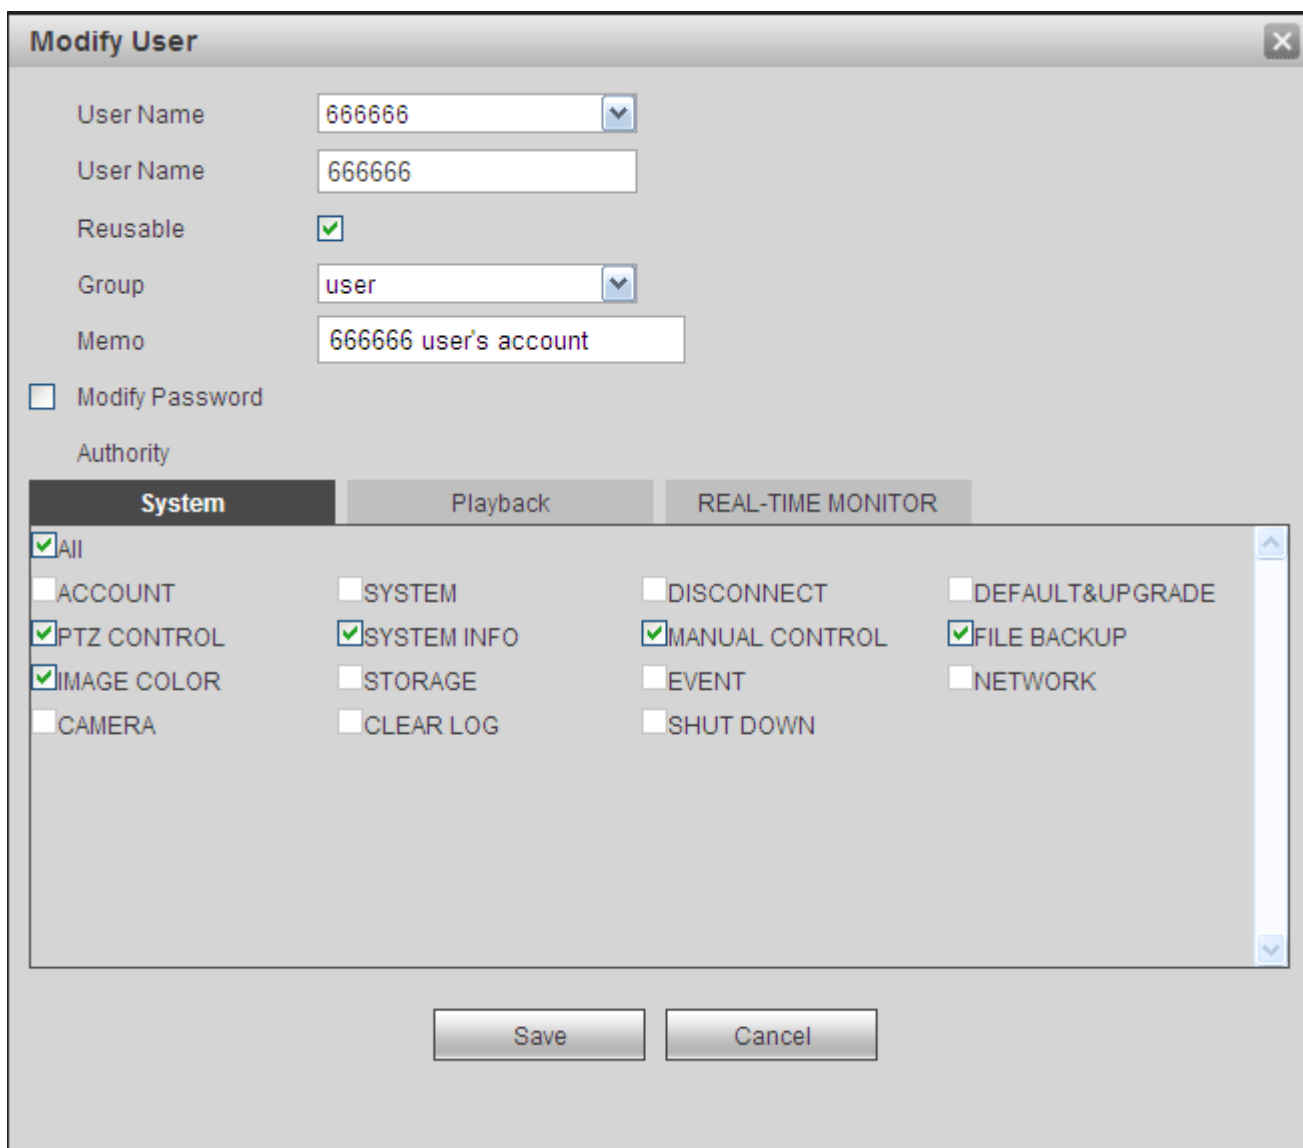 Modify User
User Name 666666
User Name 666666
Reusable
Group user
Memo 666666 user's account
Modify Password
Authority
System Playback REAL-TIME MONITOR
All
ACCOUNT SYSTEM DISCONNECT DEFAULT&UPGRADE
PTZ CONTROL SYSTEM INFO MANUAL CONTROL FILE BACKUP
IMAGE COLOR STORAGE EVENT NETWORK
CAMERA CLEAR LOG SHUT DOWN
Save Cancel